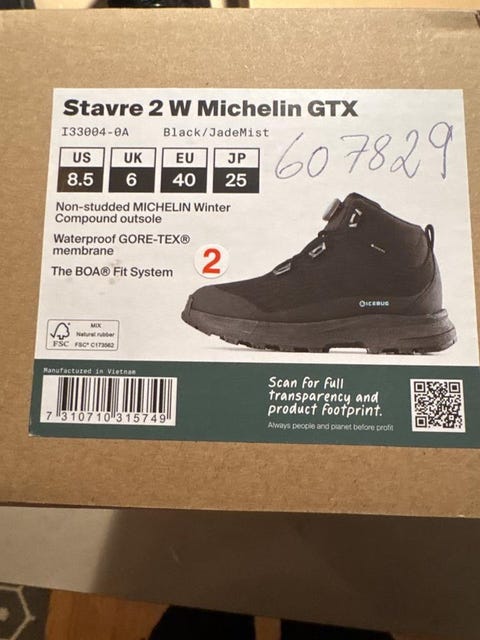 Stavre 2 W Michelin GTX
I33004-0A Black/JadeMist
607829
US UK EU JP
8.5 6 40 25
Non-studded MICHELIN Winter
Compound outsole
Waterproof GORE-TEX®
membrane
2
The BOA® Fit System
ICEBUG
FSC
MIX
Natural rubber
FSC® C173562
Manufactured in Vietnam
7 310710 315749
Scan for full
transparency and
product footprint.
Always people and planet before profit